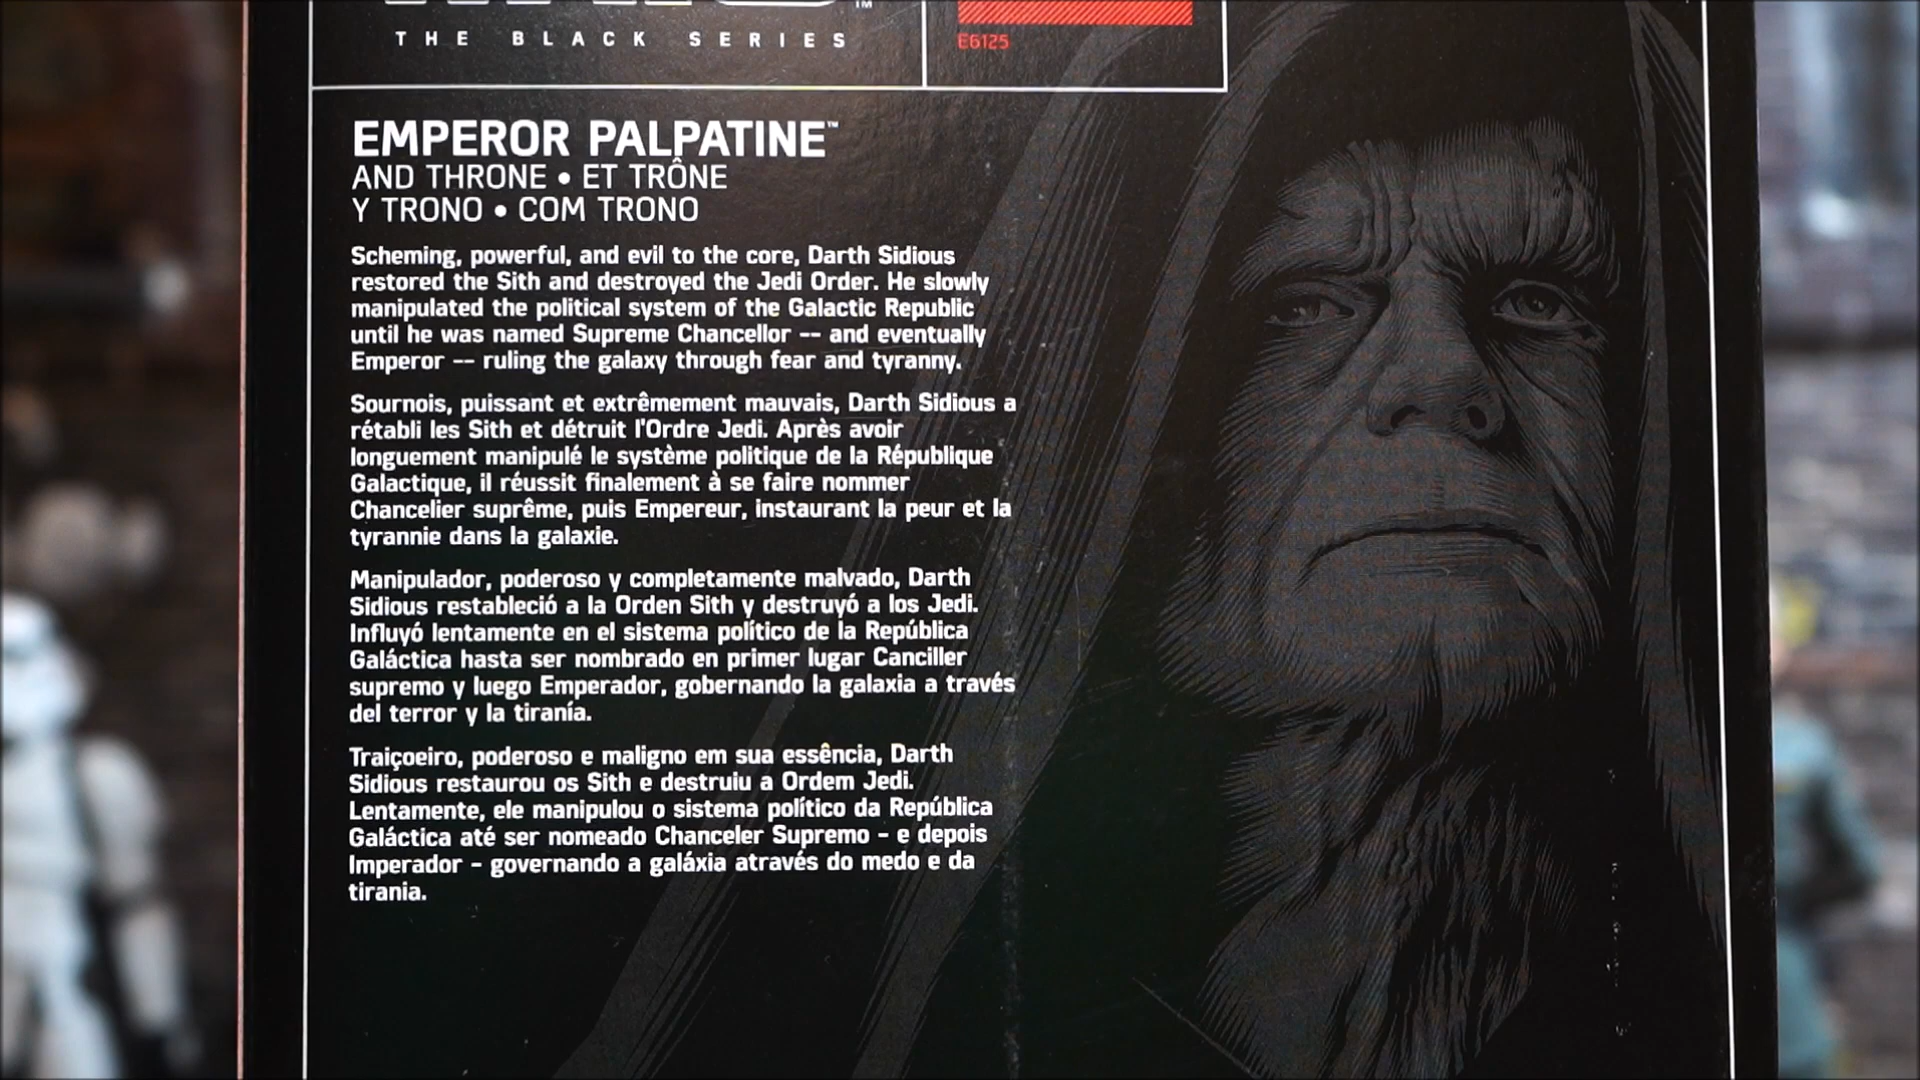 ™
THE BLACK SERIES
E6125
EMPEROR PALPATINE™
AND THRONE • ET TRÔNE
Y TRONO • COM TRONO
Scheming, powerful, and evil to the core, Darth Sidious
restored the Sith and destroyed the Jedi Order. He slowly
manipulated the political system of the Galactic Republic
until he was named Supreme Chancellor -- and eventually
Emperor -- ruling the galaxy through fear and tyranny.
Sournois, puissant et extrêmement mauvais, Darth Sidious a
rétabli les Sith et détruit l'Ordre Jedi. Après avoir
longuement manipulé le système politique de la République
Galactique, il réussit finalement à se faire nommer
Chancelier suprême, puis Empereur, instaurant la peur et la
tyrannie dans la galaxie.
Manipulador, poderoso y completamente malvado, Darth
Sidious restableció a la Orden Sith y destruyó a los Jedi.
Influyó lentamente en el sistema político de la República
Galáctica hasta ser nombrado en primer lugar Canciller
supremo y luego Emperador, gobernando la galaxia a través
del terror y la tiranía.
Traiçoeiro, poderoso e maligno em sua essência, Darth
Sidious restaurou os Sith e destruiu a Ordem Jedi.
Lentamente, ele manipulou o sistema político da República
Galáctica até ser nomeado Chanceler Supremo - e depois
Imperador - governando a galáxia através do medo e da
tirania.